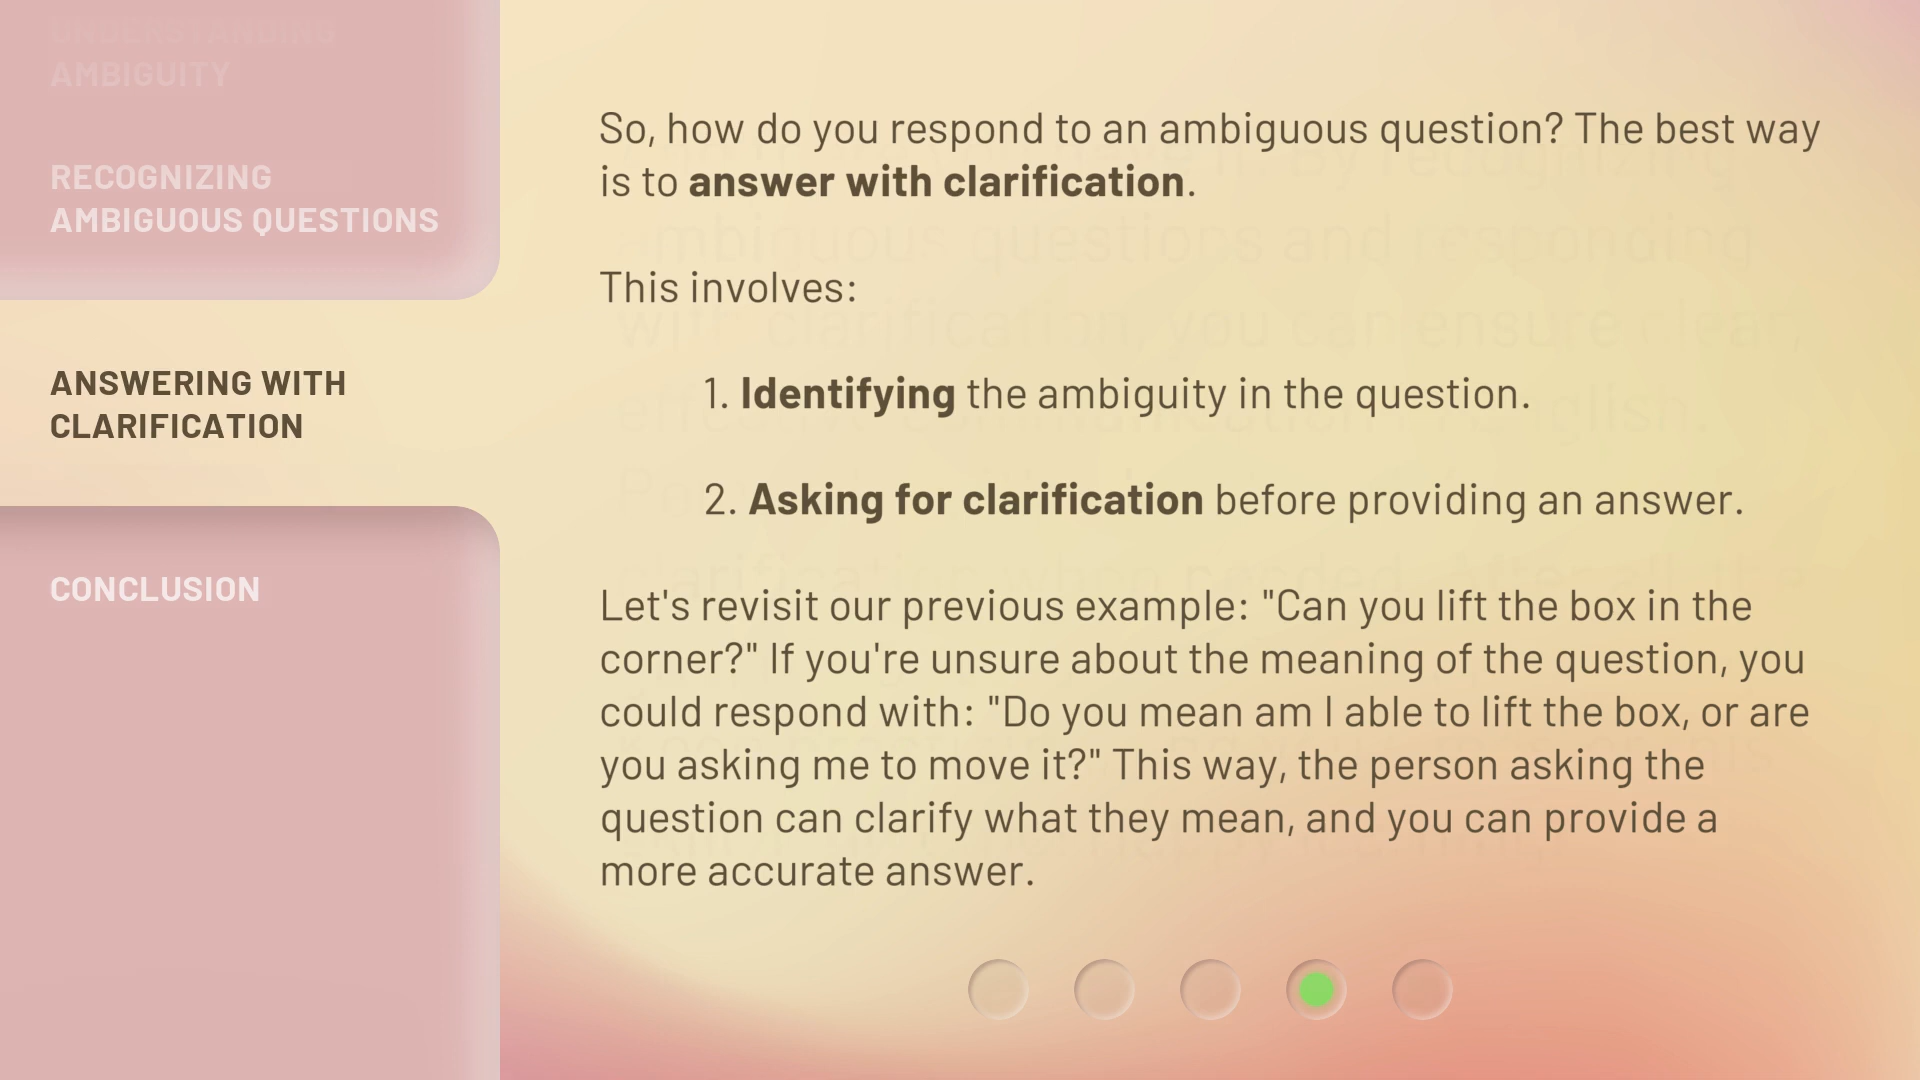 UNDERSTANDING
AMBIGUITY
RECOGNIZING
AMBIGUOUS QUESTIONS
ANSWERING WITH
CLARIFICATION
CONCLUSION
So, how do you respond to an ambiguous question? The best way
is to answer with clarification.
This involves:
1. Identifying the ambiguity in the question.
2. Asking for clarification before providing an answer.
Let's revisit our previous example: "Can you lift the box in the
corner?" If you're unsure about the meaning of the question, you
could respond with: "Do you mean am I able to lift the box, or are
you asking me to move it?" This way, the person asking the
question can clarify what they mean, and you can provide a
more accurate answer.